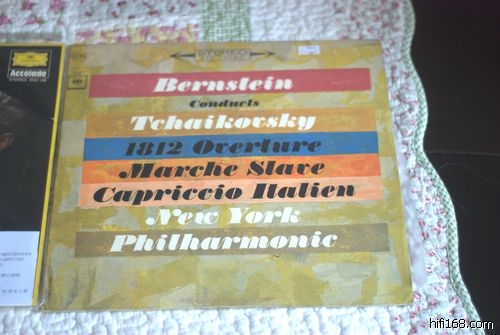 Accolade
Bernstein
Conducts
Tchaikovsky
1812 Overture
Marche Slave
Capriccio Italien
New York
Philharmonic
hifi168.com